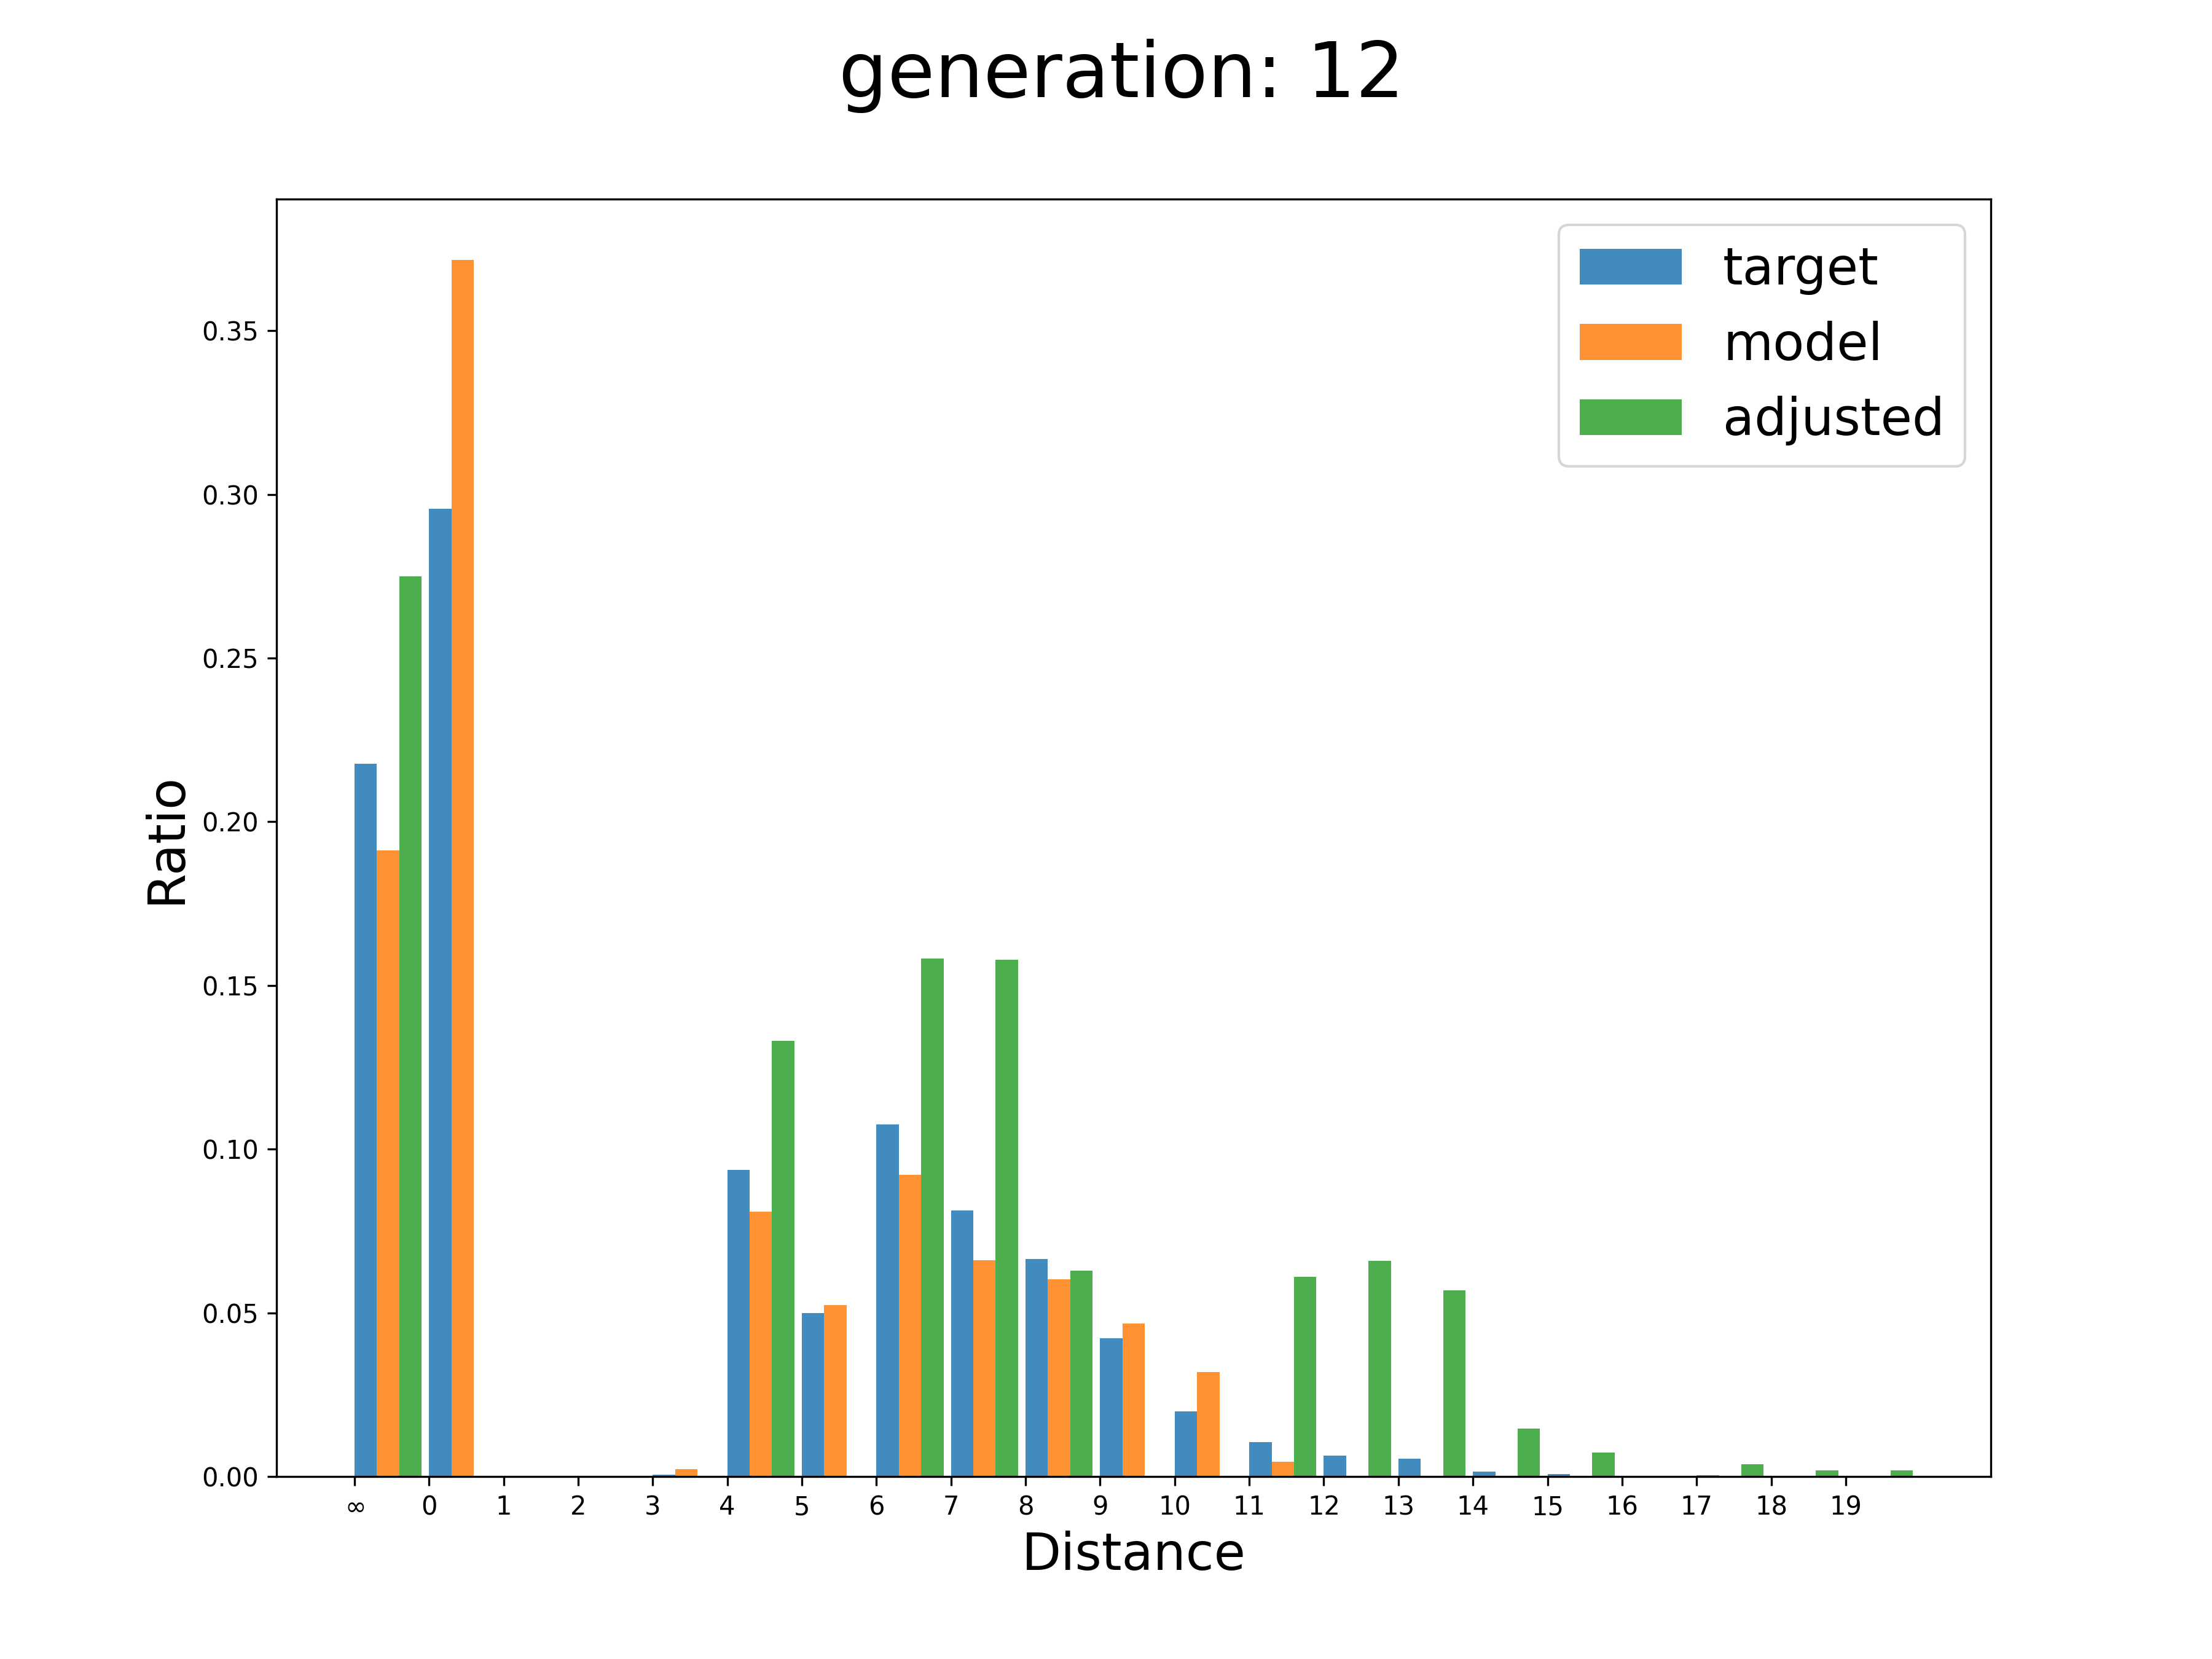 generation: 12
target
model
adjusted
Ratio
0.35
0.30
0.25
0.20
0.15
0.10
0.05
0.00
∞ 0 1 2 3 4 5 6 7 8 9 10 11 12 13 14 15 16 17 18 19
Distance